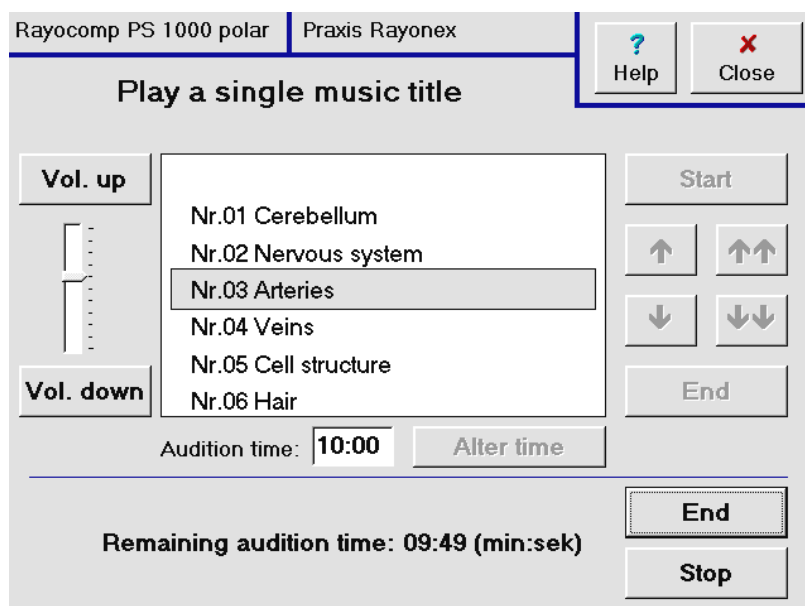 Rayocomp PS 1000 polar
Praxis Rayonex
?
Help
✗
Close
Play a single music title
Vol. up
Start
Nr.01 Cerebellum
Nr.02 Nervous system
↑ ↑↑
Nr.03 Arteries
Nr.04 Veins
↓ ↓↓
Nr.05 Cell structure
Vol. down
Nr.06 Hair
End
Audition time: 10:00
Alter time
End
Remaining audition time: 09:49 (min:sek)
Stop